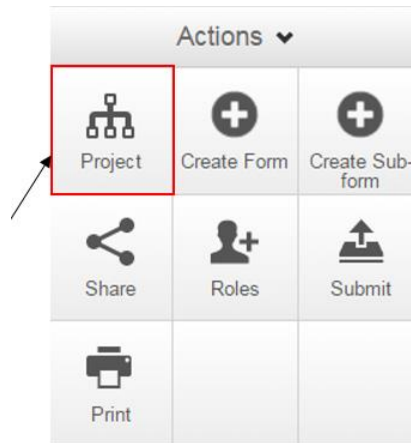 Actions
Project
Create Form
Create Sub-
form
Share
Roles
Submit
Print